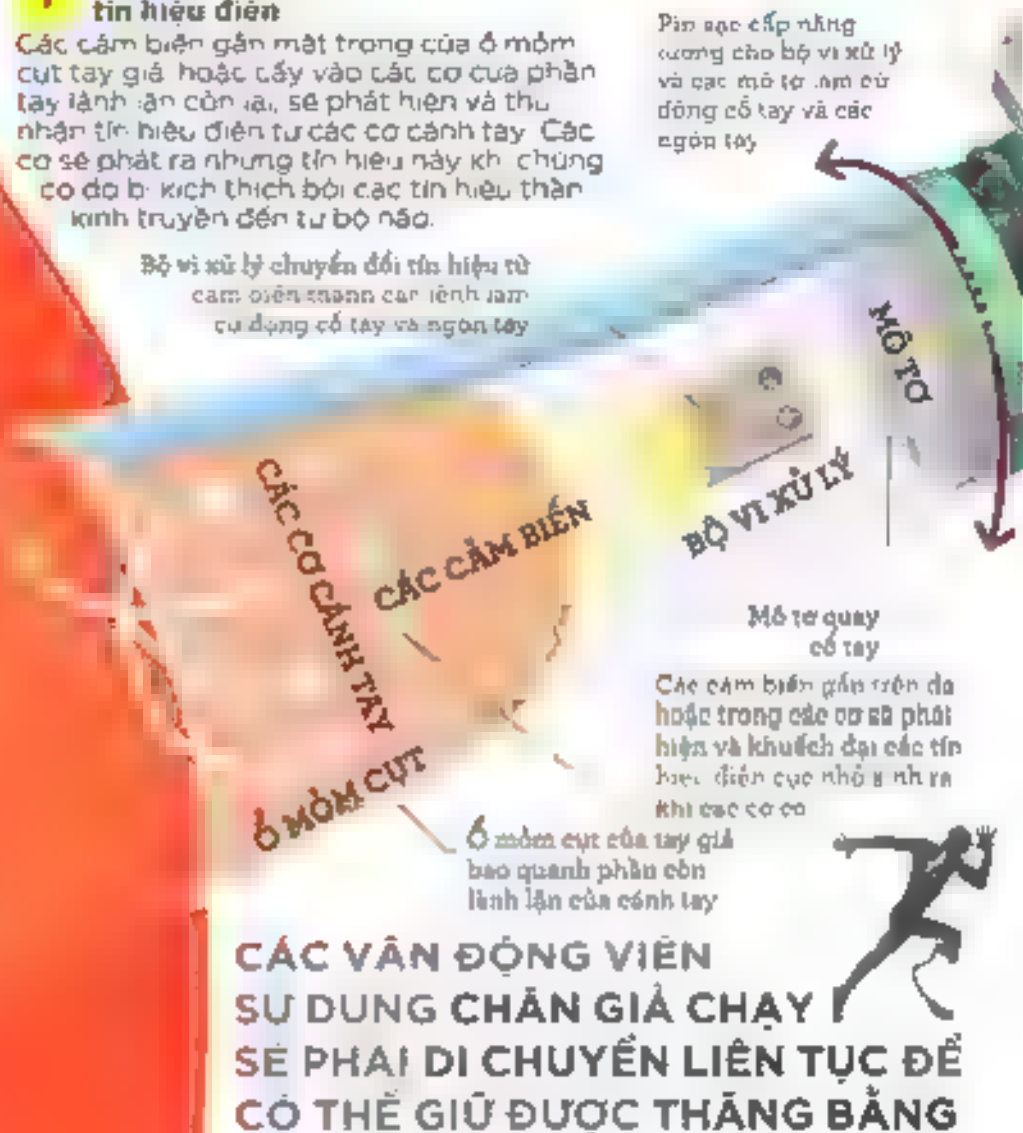 tín hiệu điện
Các cảm biến gắn mặt trong của ổ mỏm
cụt tay giả hoặc cấy vào các cơ của phần
tay lành lặn còn lại, sẽ phát hiện và thu
nhận tín hiệu điện từ các cơ cánh tay. Các
cơ sẽ phát ra những tín hiệu này khi chúng
co do bị kích thích bởi các tín hiệu thần
kinh truyền đến từ bộ não.
Pin sạc cấp năng
lượng cho bộ vi xử lý
và các mô tơ làm cử
động cổ tay và các
ngón tay
Bộ vi xử lý chuyển đổi tín hiệu từ
cảm biến thành các lệnh làm
cử động cổ tay và ngón tay
MÔ TƠ
BỘ VI XỬ LÝ
CÁC CẢM BIẾN
CÁC CƠ CÁNH TAY
Ổ MỎM CỤT
Mô tơ quay
cổ tay
Các cảm biến gắn trên da
hoặc trong các cơ sẽ phát
hiện và khuếch đại các tín
hiệu điện cực nhỏ sinh ra
khi các cơ co
Ổ mỏm cụt của tay giả
bao quanh phần còn
lành lặn của cánh tay
CÁC VẬN ĐỘNG VIÊN
SỬ DỤNG CHÂN GIẢ CHẠY
SẼ PHẢI DI CHUYỂN LIÊN TỤC ĐỂ
CÓ THỂ GIỮ ĐƯỢC THĂNG BẰNG